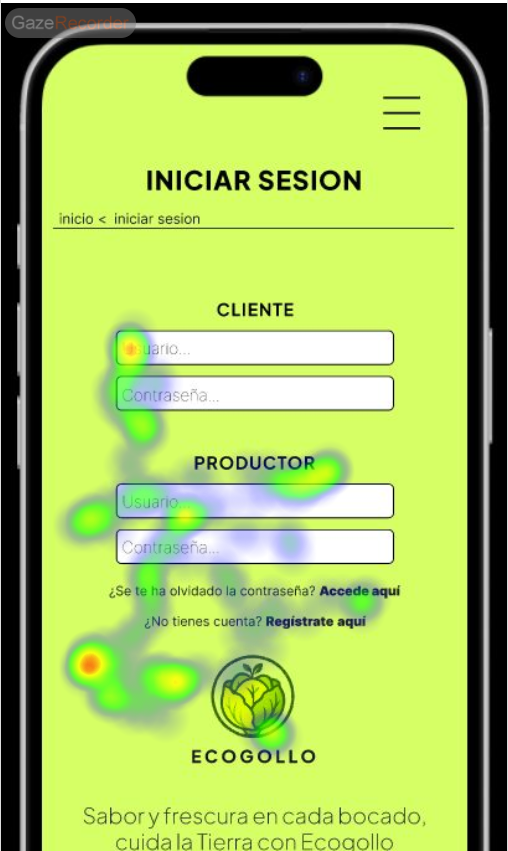 GazeRecorder
INICIAR SESION
inicio < iniciar sesion
CLIENTE
Usuario...
Contraseña...
PRODUCTOR
Usuario...
Contraseña...
¿Se te ha olvidado la contraseña? Accede aquí
¿No tienes cuenta? Regístrate aquí
ECOGOLLO
Sabor y frescura en cada bocado,
cuida la Tierra con Ecogollo